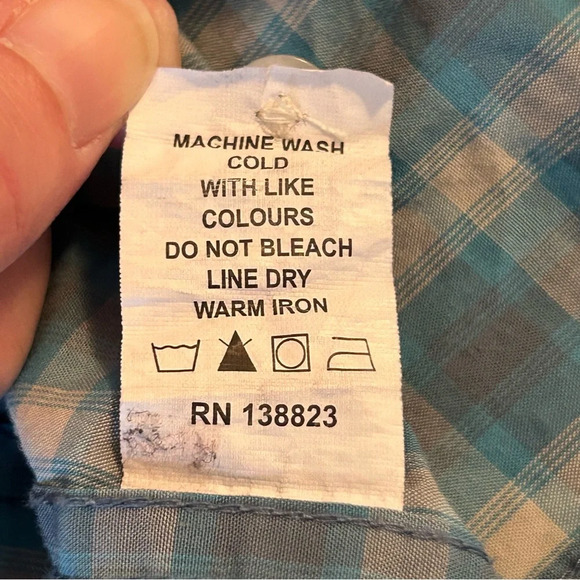 MACHINE WASH
COLD
WITH LIKE
COLOURS
DO NOT BLEACH
LINE DRY
WARM IRON
RN 138823